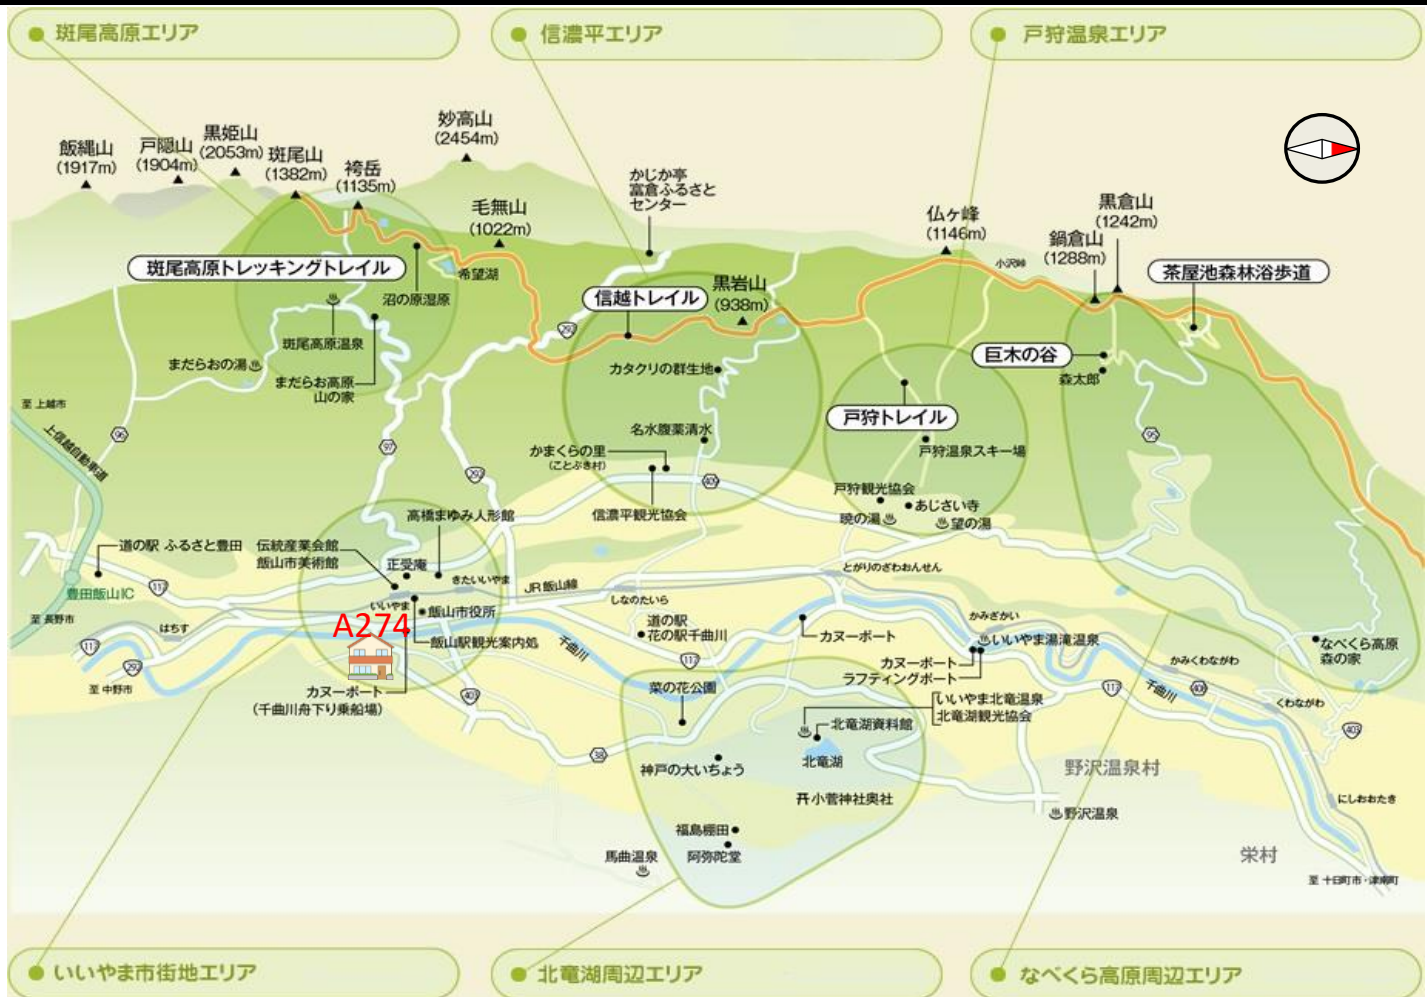 斑尾高原エリア
信濃平エリア
戸狩温泉エリア
飯縄山
(1917m)
戸隠山
(1904m)
黒姫山
(2053m)
斑尾山
(1382m)
袴岳
(1135m)
妙高山
(2454m)
毛無山
(1022m)
かじか亭
富倉ふるさと
センター
仏ヶ峰
(1146m)
小沢峠
鍋倉山
(1288m)
黒倉山
(1242m)
茶屋池森林浴歩道
斑尾高原トレッキングトレイル
沼の原湿原
希望湖
信越トレイル
黒岩山
(938m)
292
斑尾高原温泉
まだらおの湯
まだらお高原
山の家
カタクリの群生地
巨木の谷
森太郎
戸狩トレイル
戸狩温泉スキー場
至 上越市
上信越自動車道
96
97
292
95
名水腹薬清水
かまくらの里
(ことぶき村)
409
信濃平観光協会
戸狩観光協会
あじさい寺
暁の湯
望の湯
高橋まゆみ人形館
道の駅 ふるさと豊田
伝統産業会館
飯山市美術館
正受庵
きたいいやま
JR飯山線
とがりのざわおんせん
豊田飯山IC
117
いいやま
飯山市役所
しなのたいら
至 長野市
はちす
A274
飯山駅観光案内処
千曲川
道の駅
花の駅千曲川
カヌーポート
かみさかい
いいやま湯滝温泉
117
292
至 中野市
カヌーポート
(千曲川舟下り乗船場)
403
117
カヌーポート
ラフティングポート
かみくわながわ
なべくら高原
森の家
菜の花公園
いいやま北竜温泉
北竜湖観光協会
117
千曲川
408
くわながわ
北竜湖資料館
403
38
神戸の大いちょう
北竜湖
野沢温泉村
小菅神社奥社
野沢温泉
にしおおたき
福島棚田
阿弥陀堂
馬曲温泉
栄村
至 十日町市・津南町
いいやま市街地エリア
北竜湖周辺エリア
なべくら高原周辺エリア